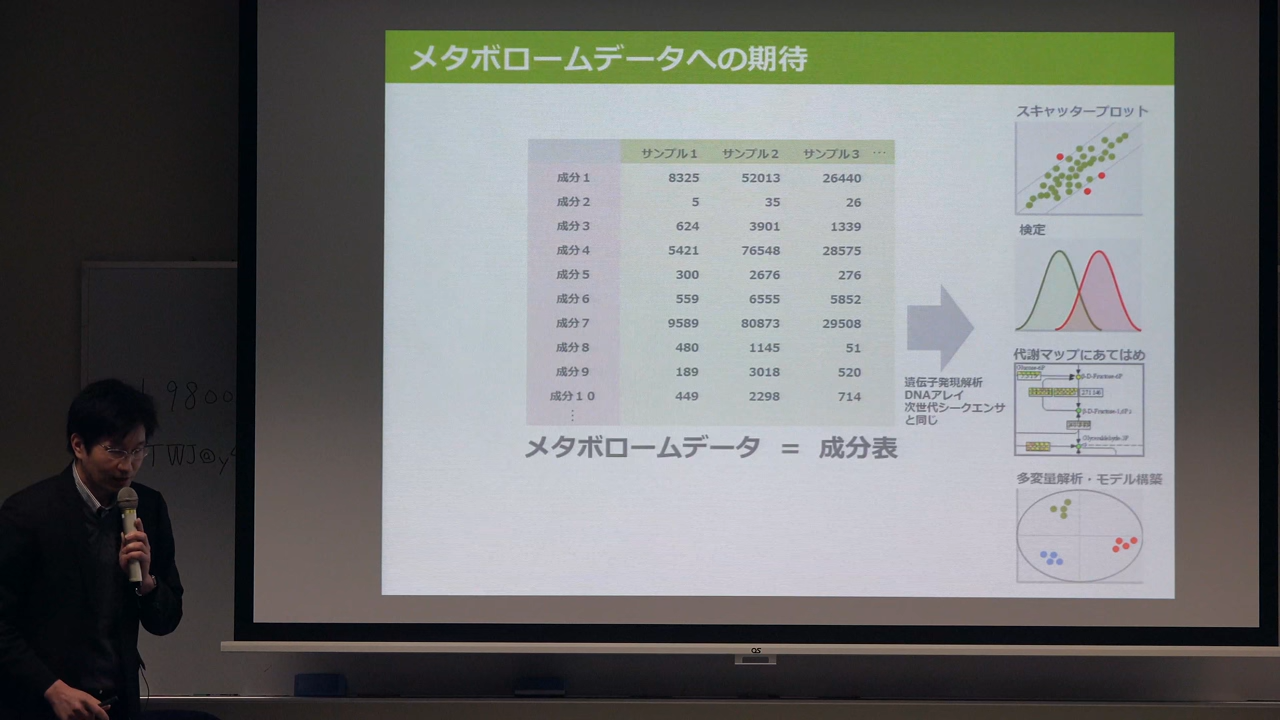 メタボロームデータへの期待
サンプル1 サンプル2 サンプル3 …
成分1 8325 52013 26440
成分2 5 35 26
成分3 624 3901 1339
成分4 5421 76548 28575
成分5 300 2676 276
成分6 559 6555 5852
成分7 9589 80873 29508
成分8 480 1145 51
成分9 189 3018 520
成分10 449 2298 714
⋮
メタボロームデータ = 成分表
遺伝子発現解析
DNAアレイ
次世代シークエンサ
と同じ
スキャッタープロット
検定
代謝マップにあてはめ
多変量解析・モデル構築
9800
TWJ@y
OS